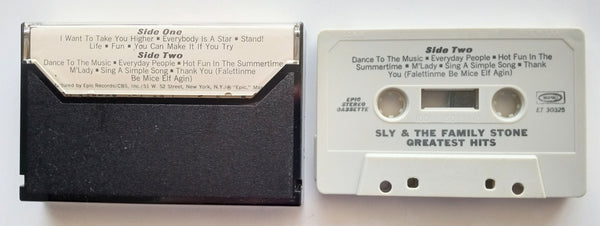 Side One
I Want To Take You Higher ▪ Everybody Is A Star ▪ Stand!
Life ▪ Fun ▪ You Can Make It If You Try
Side Two
Dance To The Music ▪ Everyday People ▪ Hot Fun In The Summertime
M'Lady ▪ Sing A Simple Song ▪ Thank You (Falettinme
Be Mice Elf Agin)
Epic Records/CBS, Inc./51 W. 52 Street, New York, N.Y./® "Epic,"
Side Two
Dance To The Music ▪ Everyday People ▪ Hot Fun In The
Summertime ▪ M'Lady ▪ Sing A Simple Song ▪ Thank
You (Falettinme Be Mice Elf Agin)
EPIC
STEREO
CASSETTE
epic
ET 30325
SLY & THE FAMILY STONE
GREATEST HITS